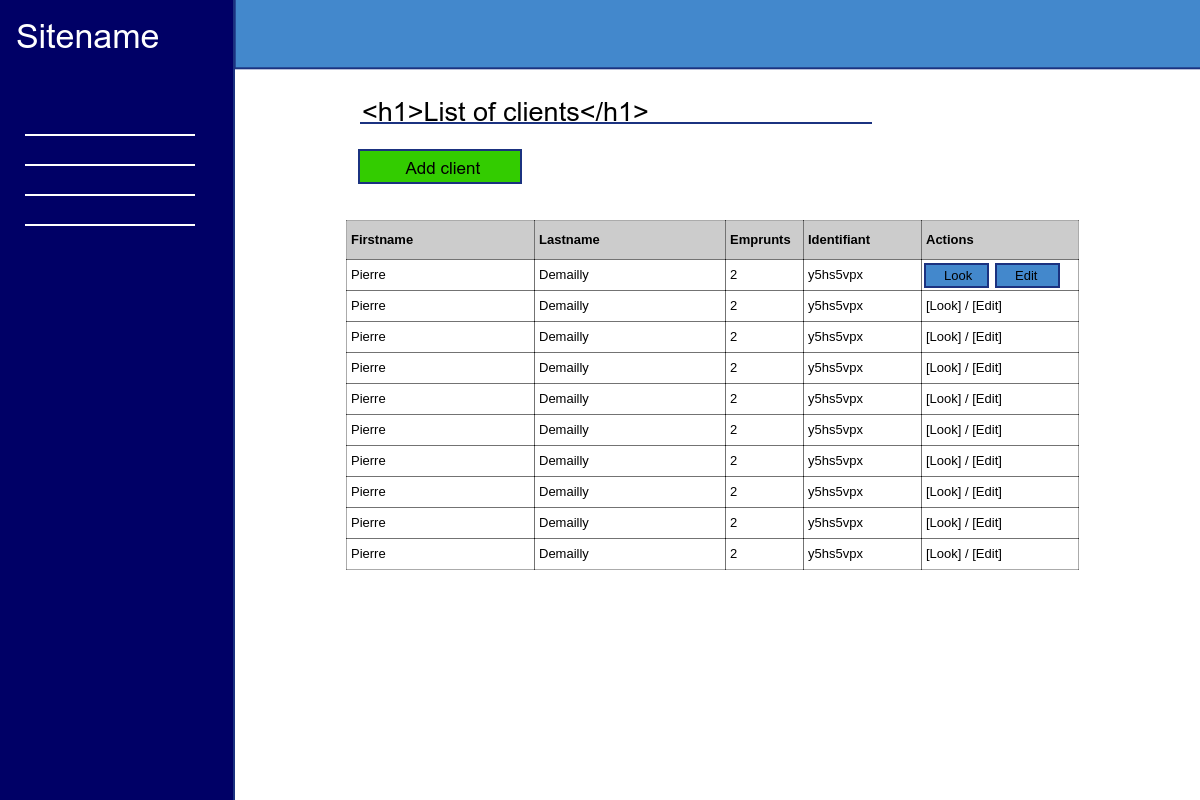 Sitename
<h1>List of clients</h1>
Add client
Firstname Lastname Emprunts Identifiant Actions
Pierre Demailly 2 y5hs5vpx Look Edit
Pierre Demailly 2 y5hs5vpx [Look] / [Edit]
Pierre Demailly 2 y5hs5vpx [Look] / [Edit]
Pierre Demailly 2 y5hs5vpx [Look] / [Edit]
Pierre Demailly 2 y5hs5vpx [Look] / [Edit]
Pierre Demailly 2 y5hs5vpx [Look] / [Edit]
Pierre Demailly 2 y5hs5vpx [Look] / [Edit]
Pierre Demailly 2 y5hs5vpx [Look] / [Edit]
Pierre Demailly 2 y5hs5vpx [Look] / [Edit]
Pierre Demailly 2 y5hs5vpx [Look] / [Edit]